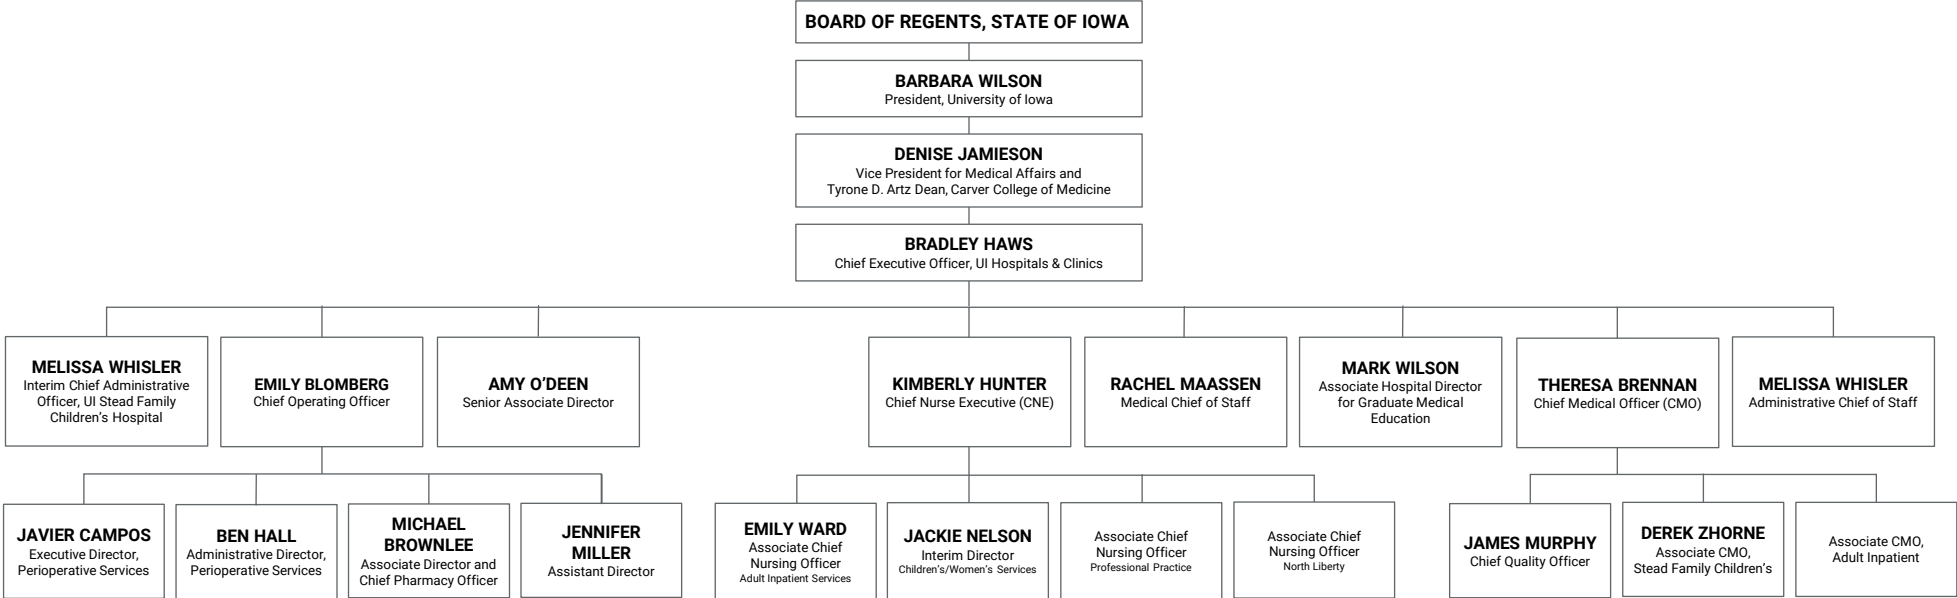 BOARD OF REGENTS, STATE OF IOWA
BARBARA WILSON
President, University of Iowa
DENISE JAMIESON
Vice President for Medical Affairs and
Tyrone D. Artz Dean, Carver College of Medicine
BRADLEY HAWS
Chief Executive Officer, UI Hospitals & Clinics
MELISSA WHISLER
Interim Chief Administrative
Officer, UI Stead Family
Children's Hospital
EMILY BLOMBERG
Chief Operating Officer
AMY O'DEEN
Senior Associate Director
KIMBERLY HUNTER
Chief Nurse Executive (CNE)
RACHEL MAASSEN
Medical Chief of Staff
MARK WILSON
Associate Hospital Director
for Graduate Medical
Education
THERESA BRENNAN
Chief Medical Officer (CMO)
MELISSA WHISLER
Administrative Chief of Staff
JAVIER CAMPOS
Executive Director,
Perioperative Services
BEN HALL
Administrative Director,
Perioperative Services
MICHAEL
BROWNLEE
Associate Director and
Chief Pharmacy Officer
JENNIFER
MILLER
Assistant Director
EMILY WARD
Associate Chief
Nursing Officer
Adult Inpatient Services
JACKIE NELSON
Interim Director
Children's/Women's Services
Associate Chief
Nursing Officer
Professional Practice
Associate Chief
Nursing Officer
North Liberty
JAMES MURPHY
Chief Quality Officer
DEREK ZHORNE
Associate CMO,
Stead Family Children's
Associate CMO,
Adult Inpatient